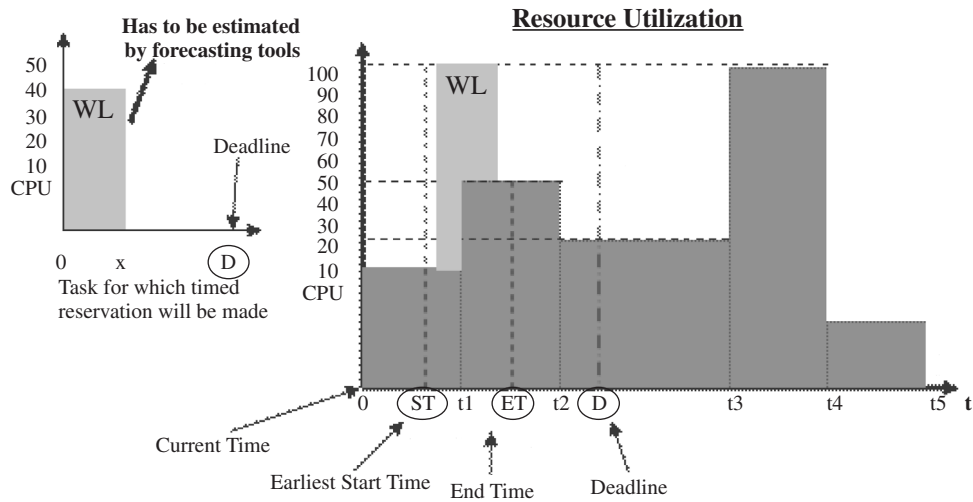 Resource Utilization
Has to be estimated
by forecasting tools
50
40
30
20
10
CPU
WL
Deadline
0
x
D
Task for which timed
reservation will be made
100
90
80
70
60
50
40
30
20
10
CPU
WL
0
ST
t1
ET
t2
D
t3
t4
t5
t
Current Time
Earliest Start Time
End Time
Deadline